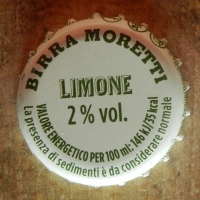 BIRRA MORETTI
LIMONE
2% vol.
VALORE ENERGETICO PER 100 ml: 146 kJ/35 kcal
La presenza di sedimenti è da considerare normale